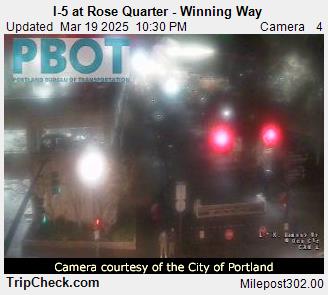 I-5 at Rose Quarter - Winning Way
Updated Mar 19 2025 10:30 PM Camera 4
PBOT
PORTLAND BUREAU OF TRANSPORTATION
Camera courtesy of the City of Portland
TripCheck.com Milepost302.00